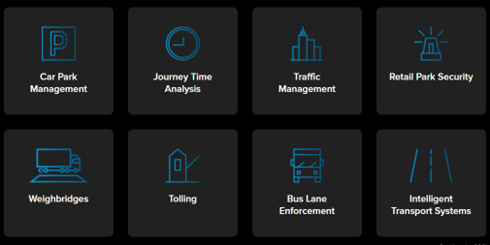 P
Car Park
Management
Journey Time
Analysis
Traffic
Management
Retail Park Security
Weighbridges
Tolling
Bus Lane
Enforcement
Intelligent
Transport Systems